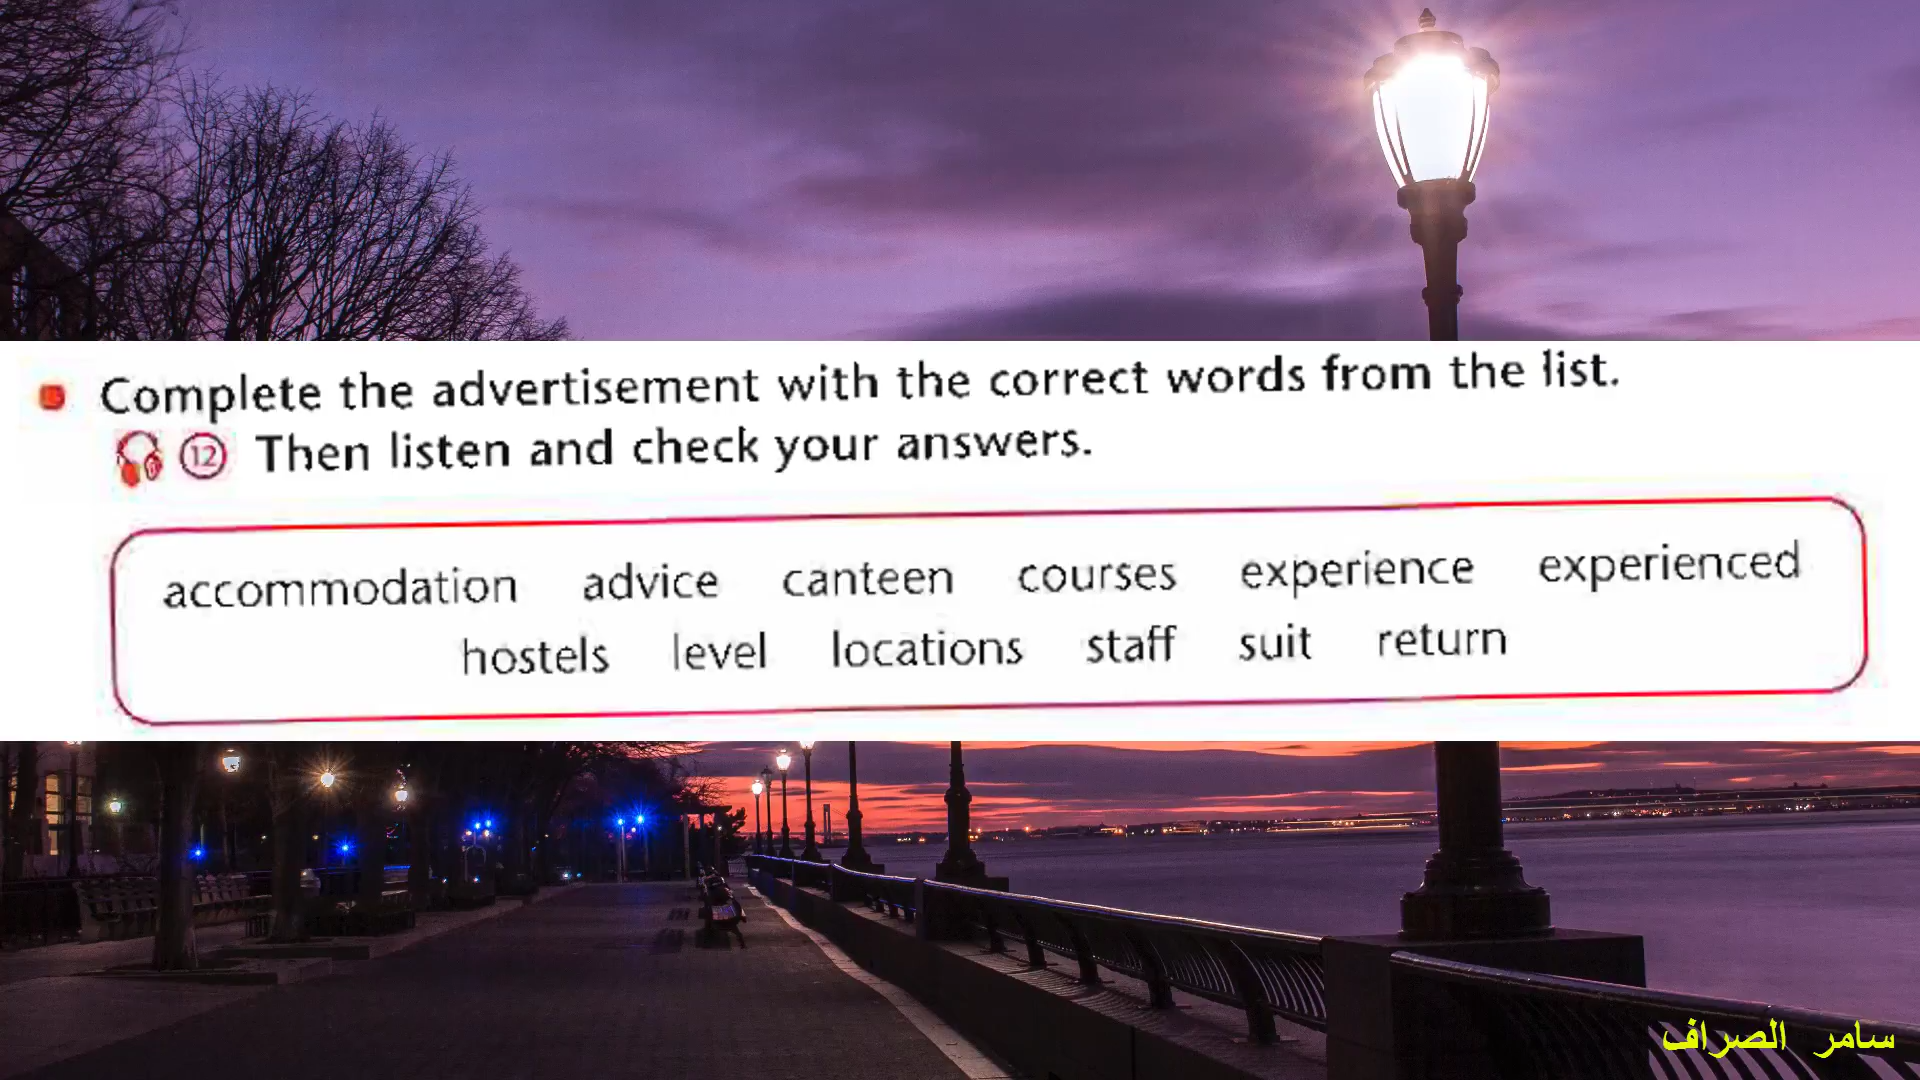 Complete the advertisement with the correct words from the list.
12 Then listen and check your answers.
accommodation advice canteen courses experience experienced
hostels level locations staff suit return
سامر الصراف